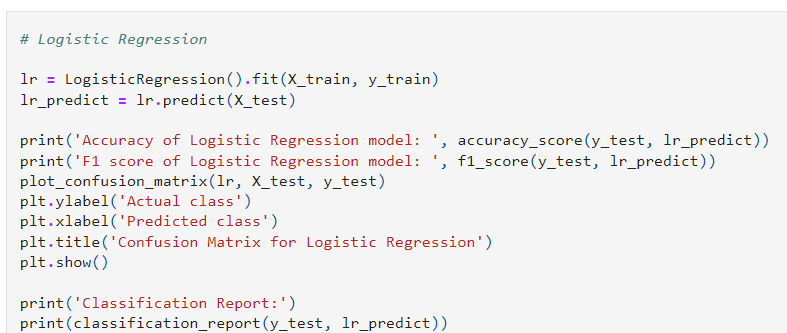 # Logistic Regression
lr = LogisticRegression().fit(X_train, y_train)
lr_predict = lr.predict(X_test)
print('Accuracy of Logistic Regression model: ', accuracy_score(y_test, lr_predict))
print('F1 score of Logistic Regression model: ', f1_score(y_test, lr_predict))
plot_confusion_matrix(lr, X_test, y_test)
plt.ylabel('Actual class')
plt.xlabel('Predicted class')
plt.title('Confusion Matrix for Logistic Regression')
plt.show()
print('Classification Report:')
print(classification_report(y_test, lr_predict))